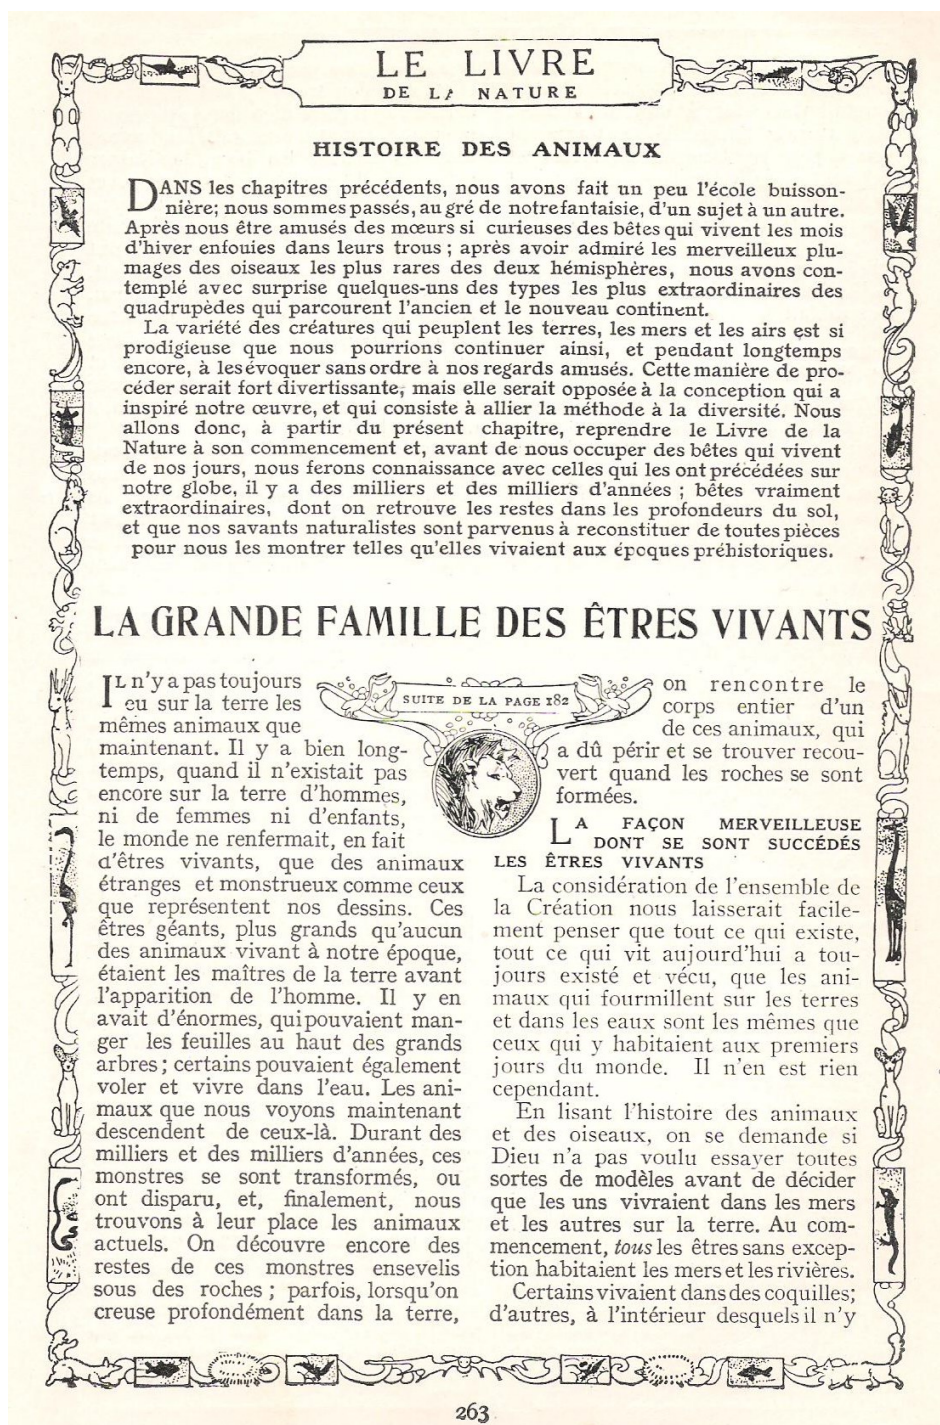 LE LIVRE
DE LA NATURE
HISTOIRE DES ANIMAUX
DANS les chapitres précédents, nous avons fait un peu l'école buisson-
nière; nous sommes passés, au gré de notre fantaisie, d'un sujet à un autre.
Après nous être amusés des mœurs si curieuses des bêtes qui vivent les mois
d'hiver enfouies dans leurs trous ; après avoir admiré les merveilleux plu-
mages des oiseaux les plus rares des deux hémisphères, nous avons con-
templé avec surprise quelques-uns des types les plus extraordinaires des
quadrupèdes qui parcourent l'ancien et le nouveau continent.
La variété des créatures qui peuplent les terres, les mers et les airs est si
prodigieuse que nous pourrions continuer ainsi, et pendant longtemps
encore, à les évoquer sans ordre à nos regards amusés. Cette manière de pro-
céder serait fort divertissante, mais elle serait opposée à la conception qui a
inspiré notre œuvre, et qui consiste à allier la méthode à la diversité. Nous
allons donc, à partir du présent chapitre, reprendre le Livre de la
Nature à son commencement et, avant de nous occuper des bêtes qui vivent
de nos jours, nous ferons connaissance avec celles qui les ont précédées sur
notre globe, il y a des milliers et des milliers d'années ; bêtes vraiment
extraordinaires, dont on retrouve les restes dans les profondeurs du sol,
et que nos savants naturalistes sont parvenus à reconstituer de toutes pièces
pour nous les montrer telles qu'elles vivaient aux époques préhistoriques.
LA GRANDE FAMILLE DES ÊTRES VIVANTS
SUITE DE LA PAGE 182
IL n'y a pas toujours
eu sur la terre les
mêmes animaux que
maintenant. Il y a bien long-
temps, quand il n'existait pas
encore sur la terre d'hommes,
ni de femmes ni d'enfants,
le monde ne renfermait, en fait
d'êtres vivants, que des animaux
étranges et monstrueux comme ceux
que représentent nos dessins. Ces
êtres géants, plus grands qu'aucun
des animaux vivant à notre époque,
étaient les maîtres de la terre avant
l'apparition de l'homme. Il y en
avait d'énormes, qui pouvaient man-
ger les feuilles au haut des grands
arbres ; certains pouvaient également
voler et vivre dans l'eau. Les ani-
maux que nous voyons maintenant
descendent de ceux-là. Durant des
milliers et des milliers d'années, ces
monstres se sont transformés, ou
ont disparu, et, finalement, nous
trouvons à leur place les animaux
actuels. On découvre encore des
restes de ces monstres ensevelis
sous des roches ; parfois, lorsqu'on
creuse profondément dans la terre,
on rencontre le
corps entier d'un
de ces animaux, qui
a dû périr et se trouver recou-
vert quand les roches se sont
formées.
LA FAÇON MERVEILLEUSE
DONT SE SONT SUCCÉDÉS
LES ÊTRES VIVANTS
La considération de l'ensemble de
la Création nous laisserait facile-
ment penser que tout ce qui existe,
tout ce qui vit aujourd'hui a tou-
jours existé et vécu, que les ani-
maux qui fourmillent sur les terres
et dans les eaux sont les mêmes que
ceux qui y habitaient aux premiers
jours du monde. Il n'en est rien
cependant.
En lisant l'histoire des animaux
et des oiseaux, on se demande si
Dieu n'a pas voulu essayer toutes
sortes de modèles avant de décider
que les uns vivraient dans les mers
et les autres sur la terre. Au com-
mencement, tous les êtres sans excep-
tion habitaient les mers et les rivières.
Certains vivaient dans des coquilles;
d'autres, à l'intérieur desquels il n'y
263